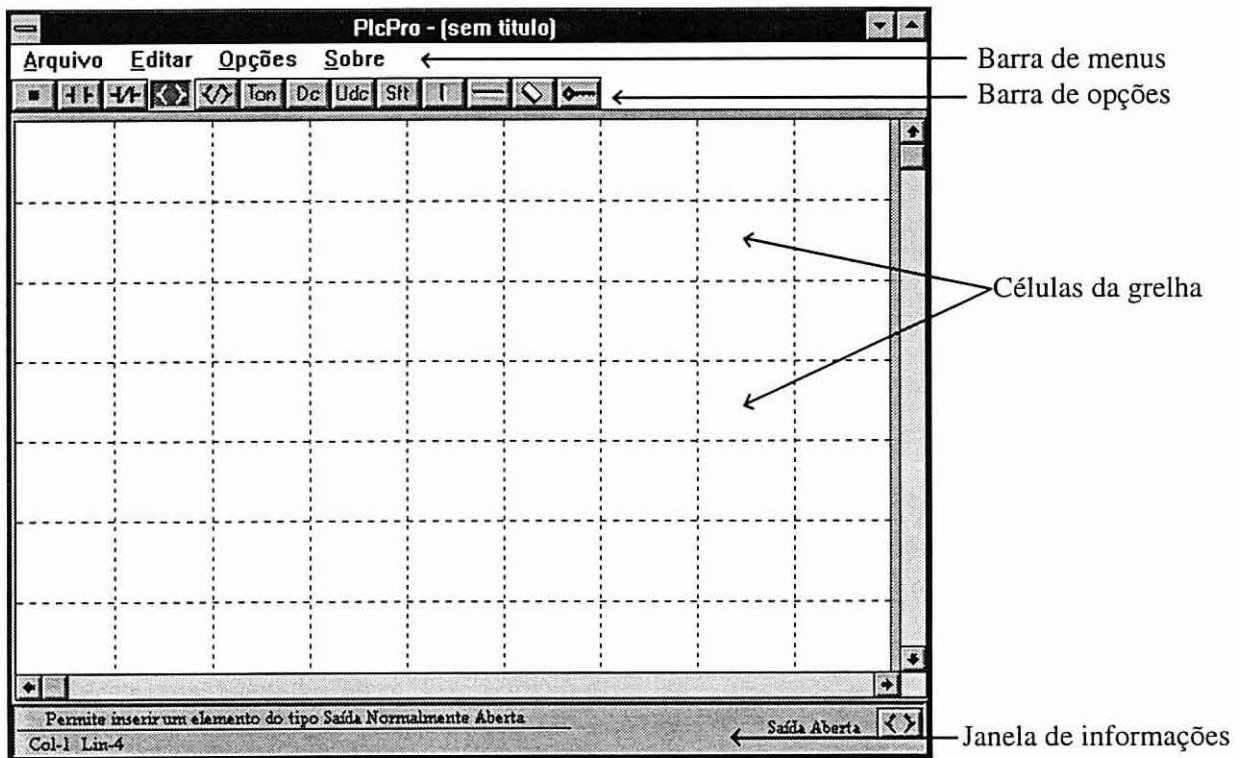 PlcPro - (sem titulo)
Arquivo Editar Opções Sobre
Barra de menus
Ton Dc Udc Sft
Barra de opções
Células da grelha
Permite inserir um elemento do tipo Saída Normalmente Aberta
Saída Aberta
Col-1 Lin-4
Janela de informações